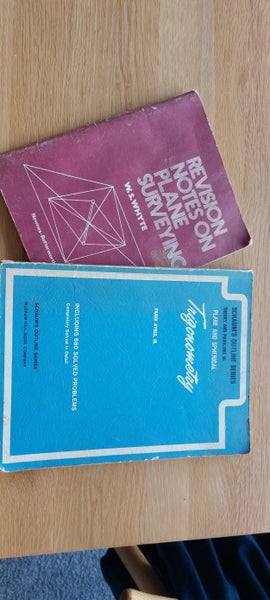 REVISION
NOTES ON
PLANE
SURVEYING
W.S.WHYTE
SCHAUM'S OUTLINE SERIES
THEORY AND PROBLEMS OF
PLANE AND SPHERICAL
Trigonometry
FRANK AYRES, JR.
INCLUDING 680 SOLVED PROBLEMS
Completely Solved in Detail
SCHAUM'S OUTLINE SERIES
McGRAW-HILL BOOK COMPANY